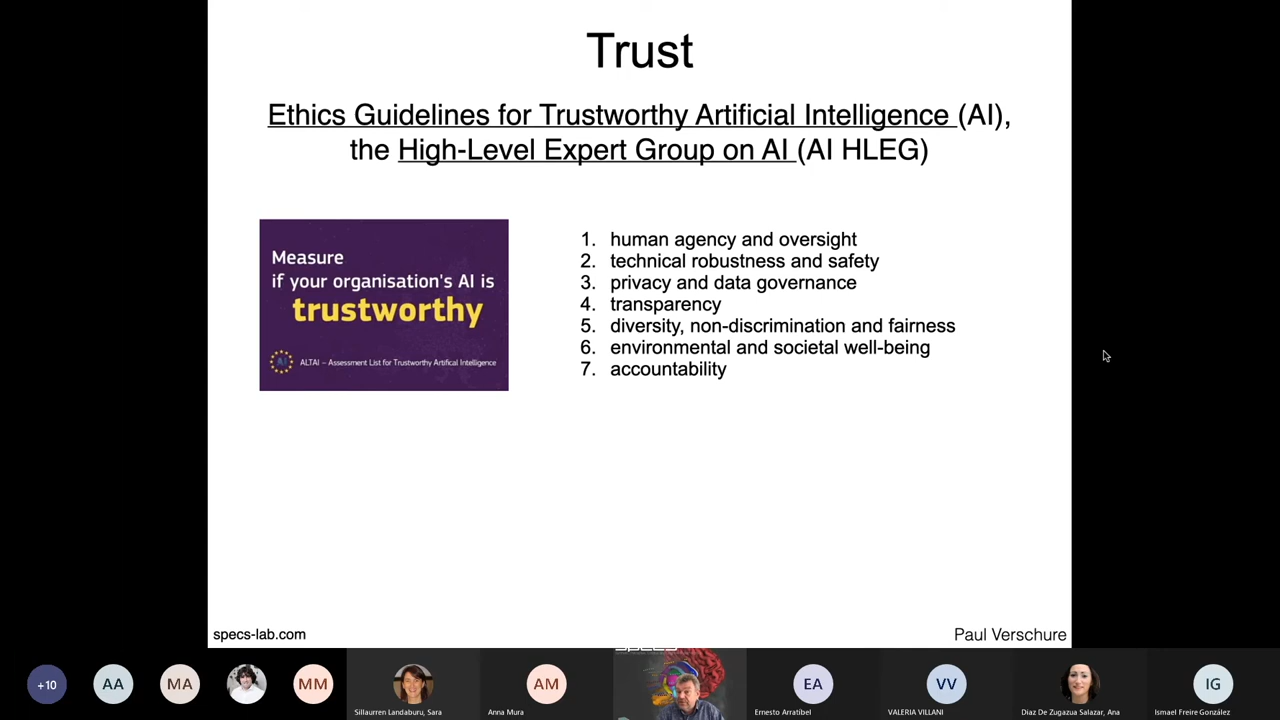 Trust
Ethics Guidelines for Trustworthy Artificial Intelligence (AI),
the High-Level Expert Group on AI (AI HLEG)
Measure
if your organisation's AI is
trustworthy
AI
ALTAI – Assessment List for Trustworthy Artifical Intelligence
1. human agency and oversight
2. technical robustness and safety
3. privacy and data governance
4. transparency
5. diversity, non-discrimination and fairness
6. environmental and societal well-being
7. accountability
specs-lab.com
Paul Verschure
+10
AA
MA
MM
Sillaurren Landaburu, Sara
AM
Anna Mura
specs
EA
Ernesto Arratibel
VV
VALERIA VILLANI
Diaz De Zugazua Salazar, Ana
IG
Ismael Freire González